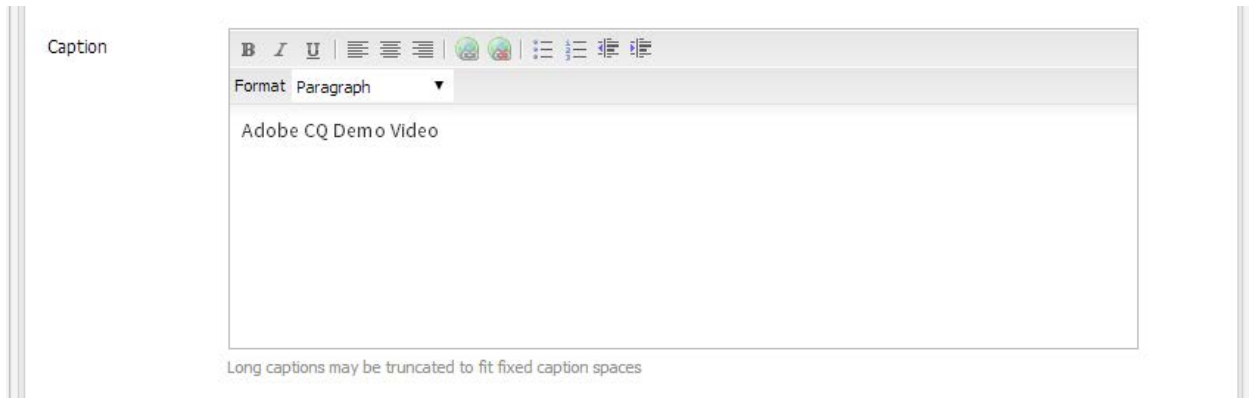 Caption
B I U
Format Paragraph
Adobe CQ Demo Video
Long captions may be truncated to fit fixed caption spaces